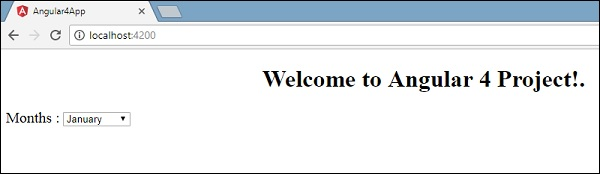 Angular4App
localhost:4200
Welcome to Angular 4 Project!.
Months : January